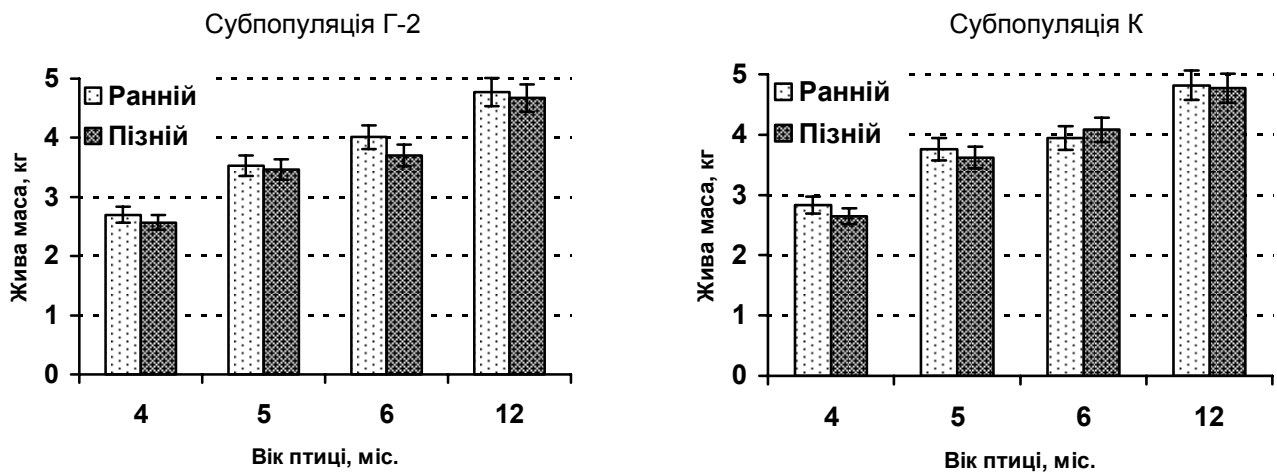 Субпопуляція Г-2
5
4
3
2
1
0
Жива маса, кг
Ранній
Пізній
4 5 6 12
Вік птиці, міс.
Субпопуляція К
5
4
3
2
1
0
Жива маса, кг
Ранній
Пізній
4 5 6 12
Вік птиці, міс.